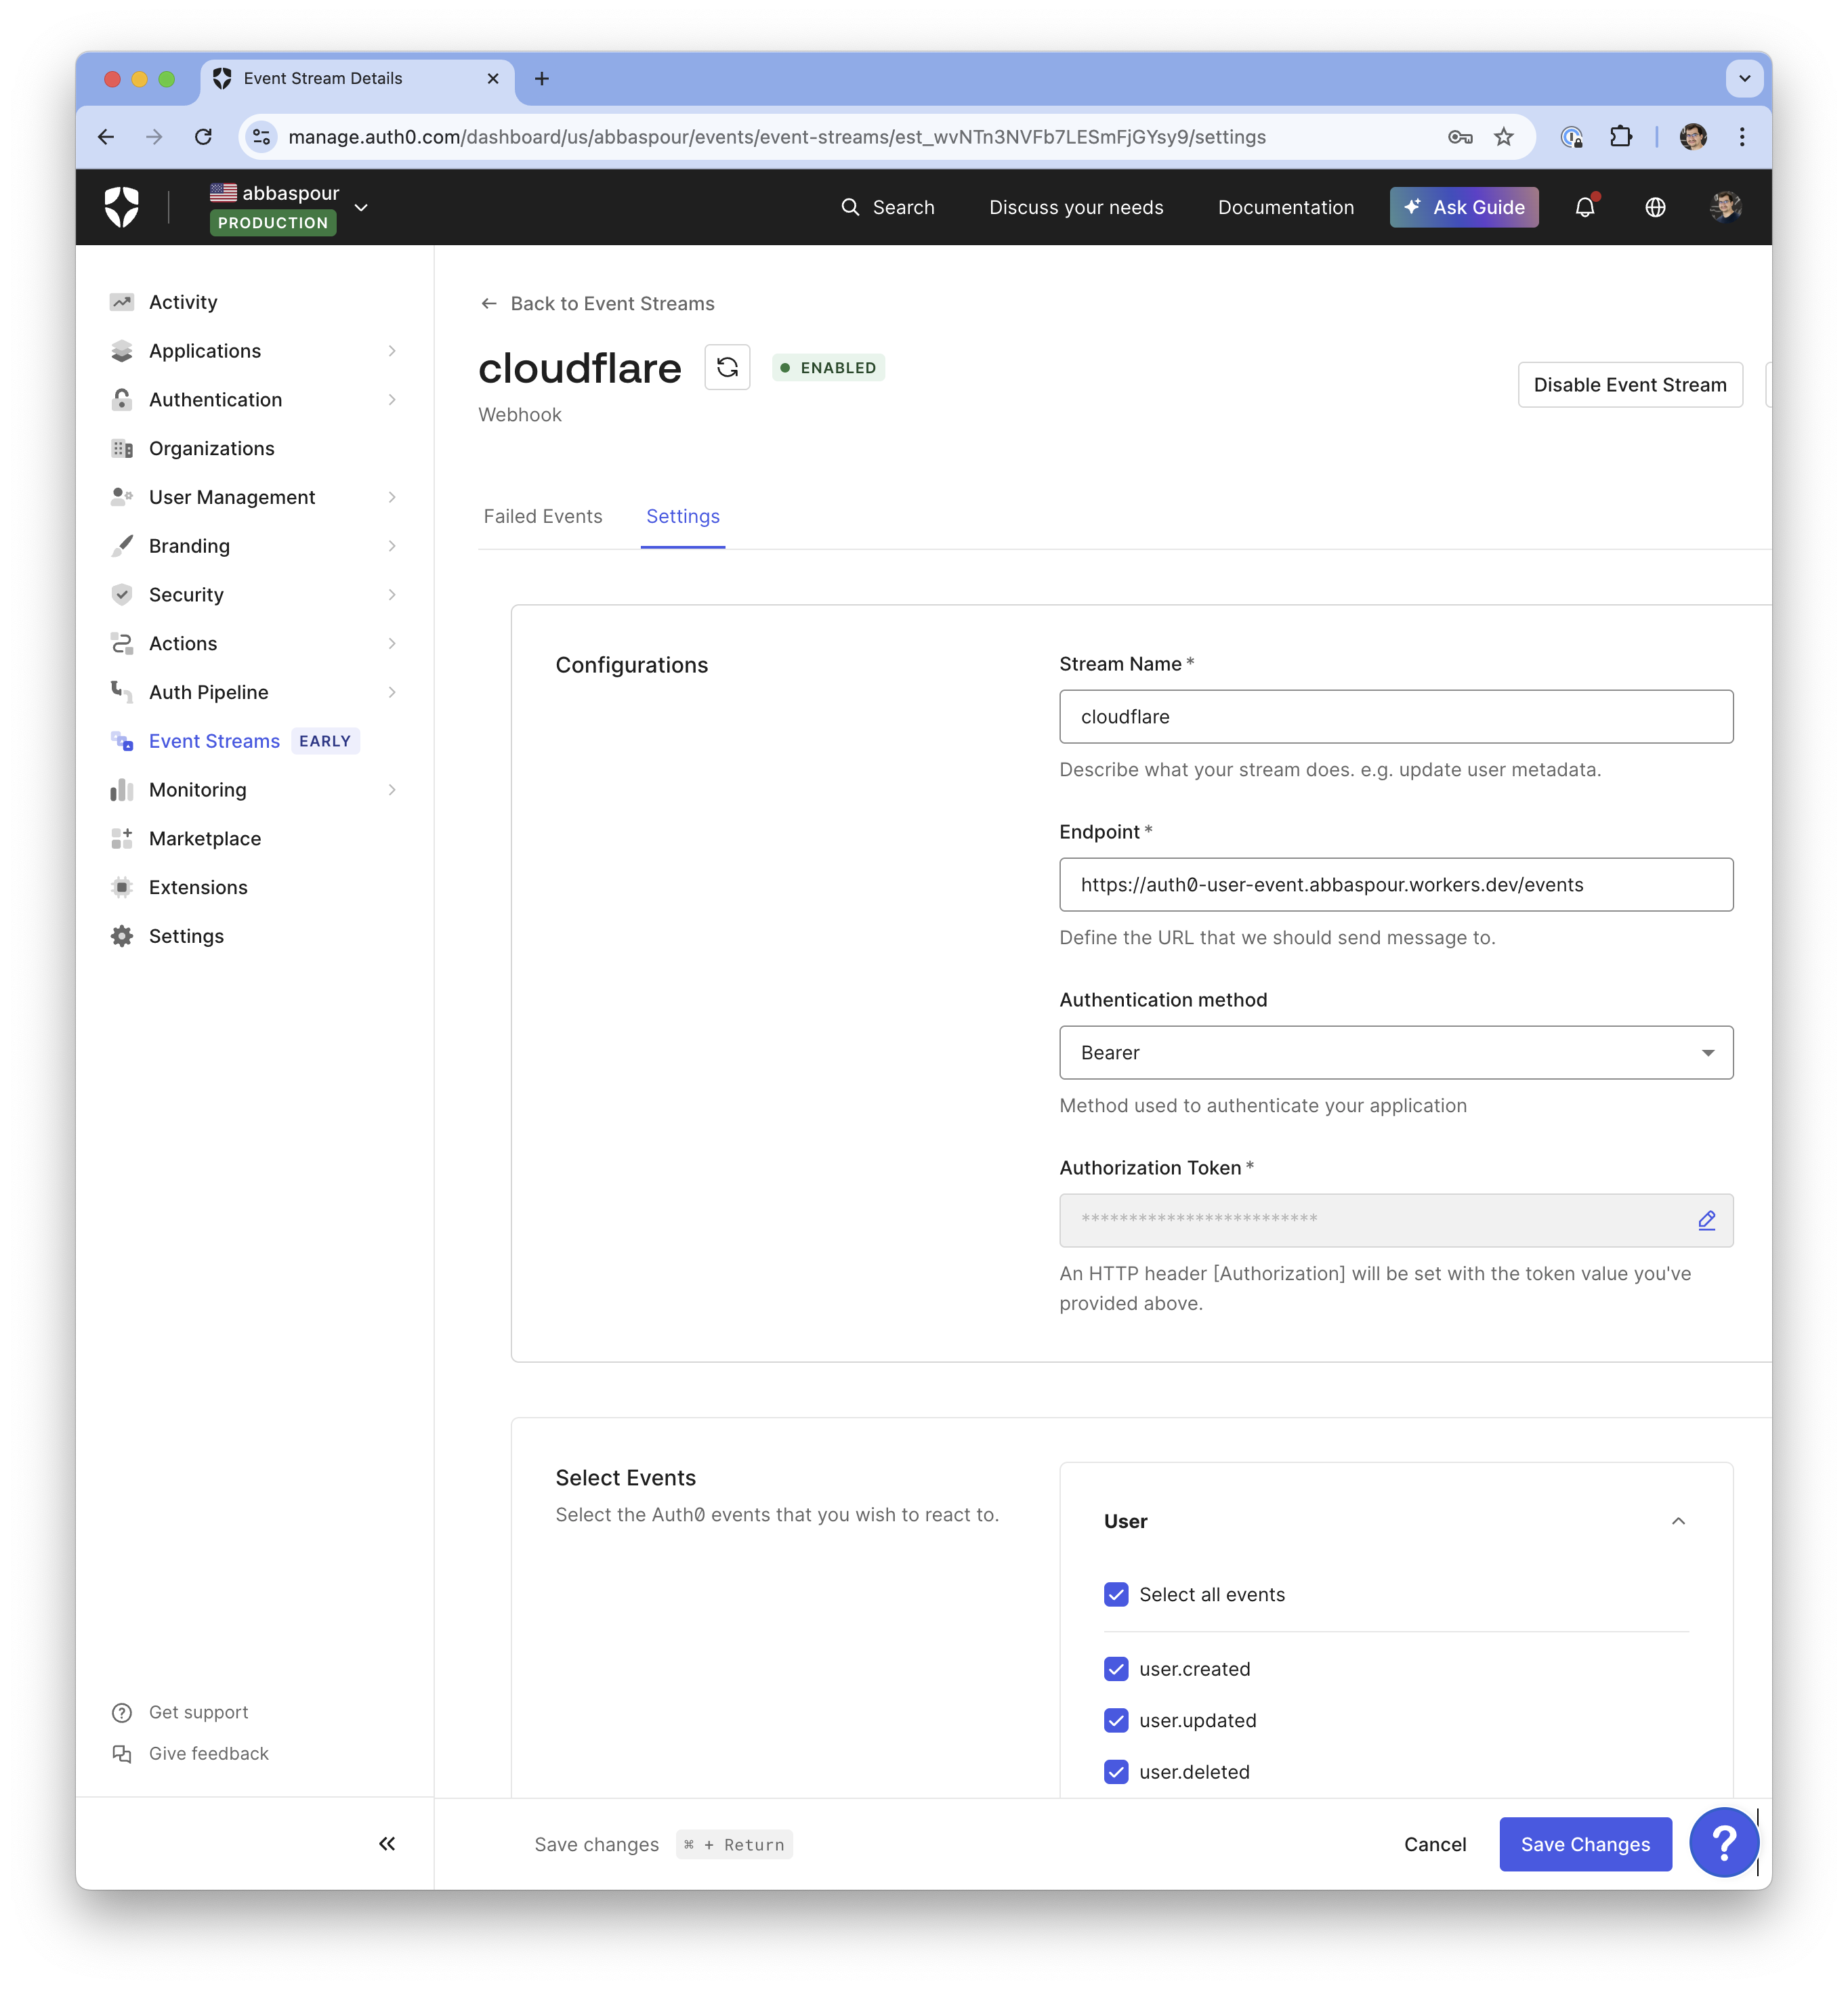 Event Stream Details
manage.auth0.com/dashboard/us/abbaspour/events/event-streams/est_wvNTn3NVFb7LESmFjGYsy9/settings
abbaspour
PRODUCTION
Search
Discuss your needs
Documentation
Ask Guide
Activity
Applications
Authentication
Organizations
User Management
Branding
Security
Actions
Auth Pipeline
Event Streams EARLY
Monitoring
Marketplace
Extensions
Settings
Get support
Give feedback
Back to Event Streams
cloudflare
ENABLED
Webhook
Disable Event Stream
Failed Events
Settings
Configurations
Stream Name *
cloudflare
Describe what your stream does. e.g. update user metadata.
Endpoint *
https://auth0-user-event.abbaspour.workers.dev/events
Define the URL that we should send message to.
Authentication method
Bearer
Method used to authenticate your application
Authorization Token *
*************************
An HTTP header [Authorization] will be set with the token value you've
provided above.
Select Events
Select the Auth0 events that you wish to react to.
User
Select all events
user.created
user.updated
user.deleted
Save changes ⌘ + Return
Cancel
Save Changes
?